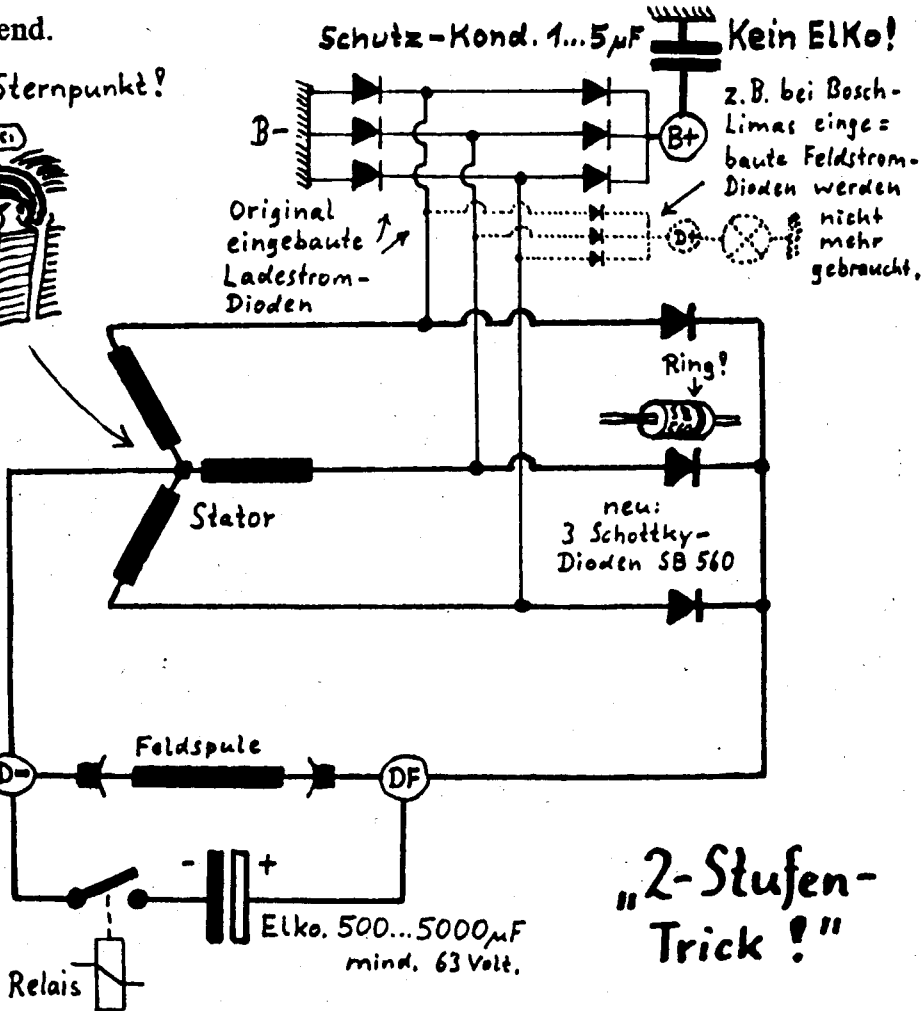 end.
Sternpunkt!
Schutz-Kond. 1...5µF
Kein ElKo!
z.B. bei Bosch-
Limas einge=
baute Feldstrom-
Dioden werden
nicht
mehr
gebraucht.
B-
B+
D+
Original
eingebaute
Ladestrom-
Dioden
Ring!
SB
560
Stator
neu:
3 Schottky-
Dioden SB 560
Feldspule
D-
DF
- +
Elko. 500...5000µF
mind. 63 Volt.
Relais
„2-Stufen-
Trick!"